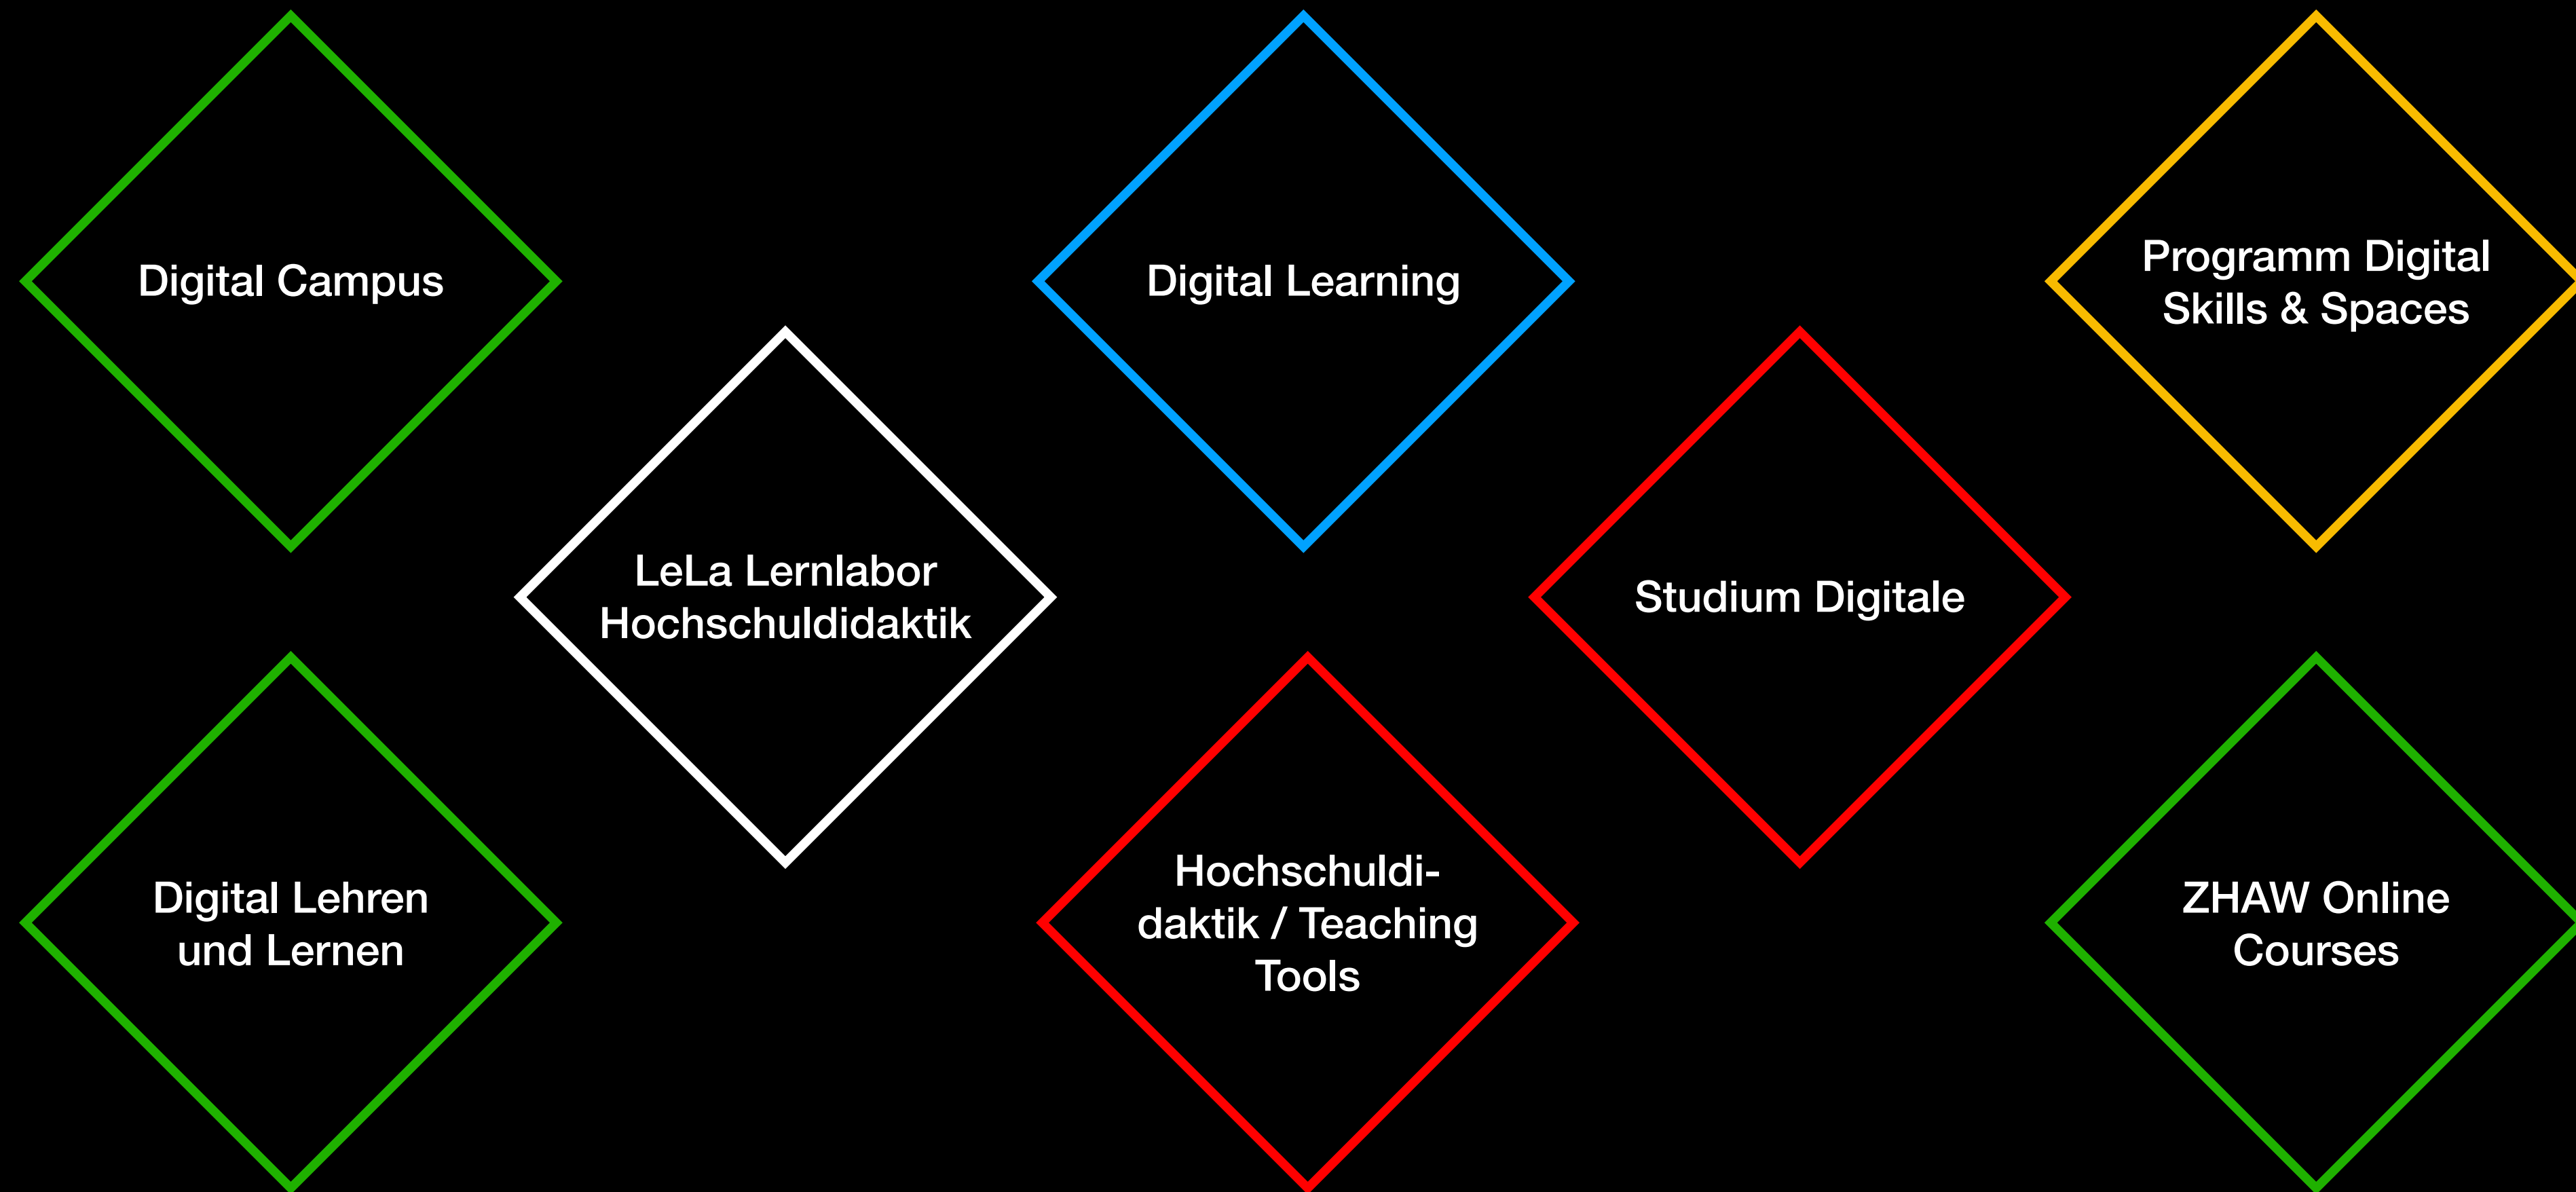 Digital Campus
Digital Learning
Programm Digital
Skills & Spaces
LeLa Lernlabor
Hochschuldidaktik
Studium Digitale
Digital Lehren
und Lernen
Hochschuldi-
daktik / Teaching
Tools
ZHAW Online
Courses